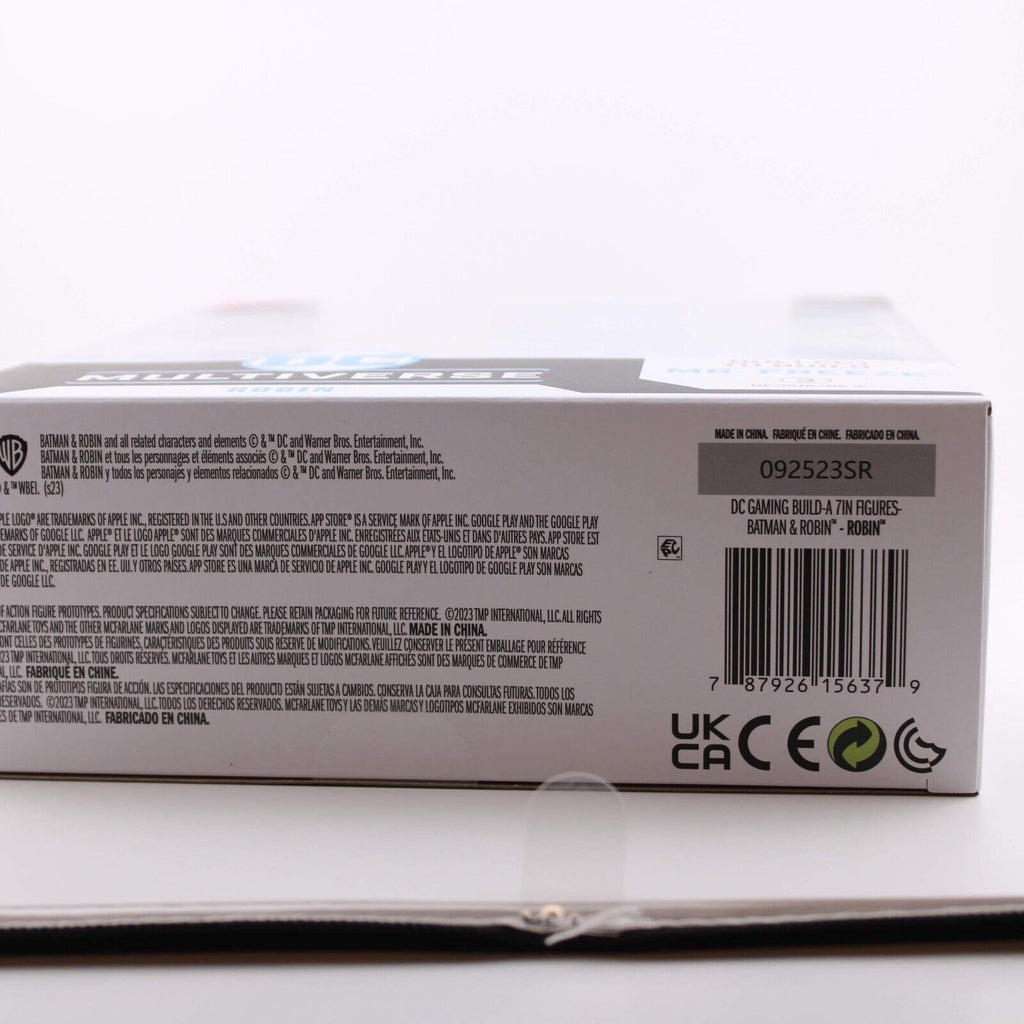 MULTIVERSE
ROBIN
MR FREEZE
3
WB
BATMAN & ROBIN and all related characters and elements © & ™ DC and Warner Bros. Entertainment, Inc.
BATMAN & ROBIN et tous les personnages et éléments associés © & ™ DC and Warner Bros. Entertainment, Inc.
BATMAN & ROBIN y todos los personajes y elementos relacionados © & ™ DC and Warner Bros. Entertainment, Inc.
& ™ WBEI. (s23)
PLE LOGO® ARE TRADEMARKS OF APPLE INC., REGISTERED IN THE U.S AND OTHER COUNTRIES. APP STORE® IS A SERVICE MARK OF APPLE INC. GOOGLE PLAY AND THE GOOGLE PLAY
EMARKS OF GOOGLE LLC. APPLE® ET LE LOGO APPLE® SONT DES MARQUES COMMERCIALES D'APPLE INC. ENREGISTRÉES AUX ÉTATS-UNIS ET DANS D'AUTRES PAYS. APP STORE EST
DE SERVICE D'APPLE INC. GOOGLE PLAY ET LE LOGO GOOGLE PLAY SONT DES MARQUES COMMERCIALES DE GOOGLE LLC. APPLE® Y EL LOGOTIPO DE APPLE® SON MARCAS
DE APPLE INC., REGISTRADAS EN EE. UU. Y OTROS PAÍSES. APP STORE ES UNA MARCA DE SERVICIO DE APPLE INC. GOOGLE PLAY Y EL LOGOTIPO DE GOOGLE PLAY SON MARCAS
DE GOOGLE LLC.
F ACTION FIGURE PROTOTYPES. PRODUCT SPECIFICATIONS SUBJECT TO CHANGE. PLEASE RETAIN PACKAGING FOR FUTURE REFERENCE. ©2023 TMP INTERNATIONAL, LLC. ALL RIGHTS
CFARLANE TOYS AND THE OTHER MCFARLANE MARKS AND LOGOS DISPLAYED ARE TRADEMARKS OF TMP INTERNATIONAL, LLC. MADE IN CHINA.
ONT CELLES DES PROTOTYPES DE FIGURINES. CARACTÉRISTIQUES DES PRODUITS SOUS RÉSERVE DE MODIFICATIONS. VEUILLEZ CONSERVER LE PRÉSENT EMBALLAGE POUR RÉFÉRENCE
23 TMP INTERNATIONAL, LLC. TOUS DROITS RÉSERVÉS. MCFARLANE TOYS ET LES AUTRES MARQUES ET LOGOS MCFARLANE AFFICHÉS SONT DES MARQUES DE COMMERCE DE TMP
AL, LLC. FABRIQUÉ EN CHINE.
AFÍAS SON DE PROTOTIPOS FIGURA DE ACCIÓN. LAS ESPECIFICACIONES DEL PRODUCTO ESTÁN SUJETAS A CAMBIOS. CONSERVA LA CAJA PARA CONSULTAS FUTURAS. TODOS LOS
RESERVADOS. ©2023 TMP INTERNATIONAL, LLC. TODOS LOS DERECHOS RESERVADOS. MCFARLANE TOYS Y LAS DEMÁS MARCAS Y LOGOTIPOS MCFARLANE EXHIBIDOS SON MARCAS
ES DE TMP INTERNATIONAL, LLC. FABRICADO EN CHINA.
MADE IN CHINA. FABRIQUÉ EN CHINE. FABRICADO EN CHINA.
092523SR
DC GAMING BUILD-A 7IN FIGURES-
BATMAN & ROBIN™ - ROBIN™
7 87926 15637 9
UK
CA CE